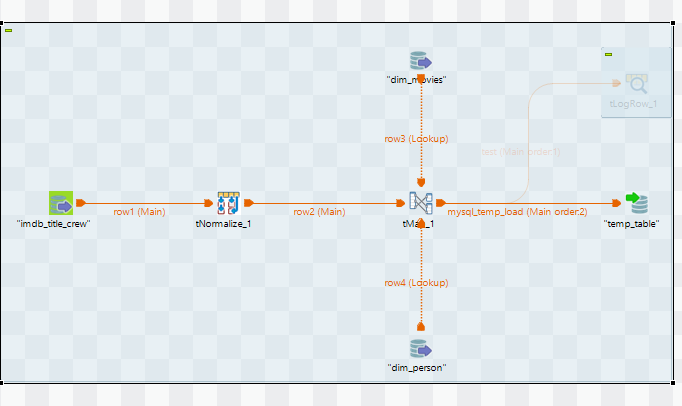 "dim_movies"
tLogRow_1
row3 (Lookup)
test (Main order:1)
row1 (Main)
row2 (Main)
mysql_temp_load (Main order:2)
"imdb_title_crew"
tNormalize_1
tMap_1
"temp_table"
row4 (Lookup)
"dim_person"